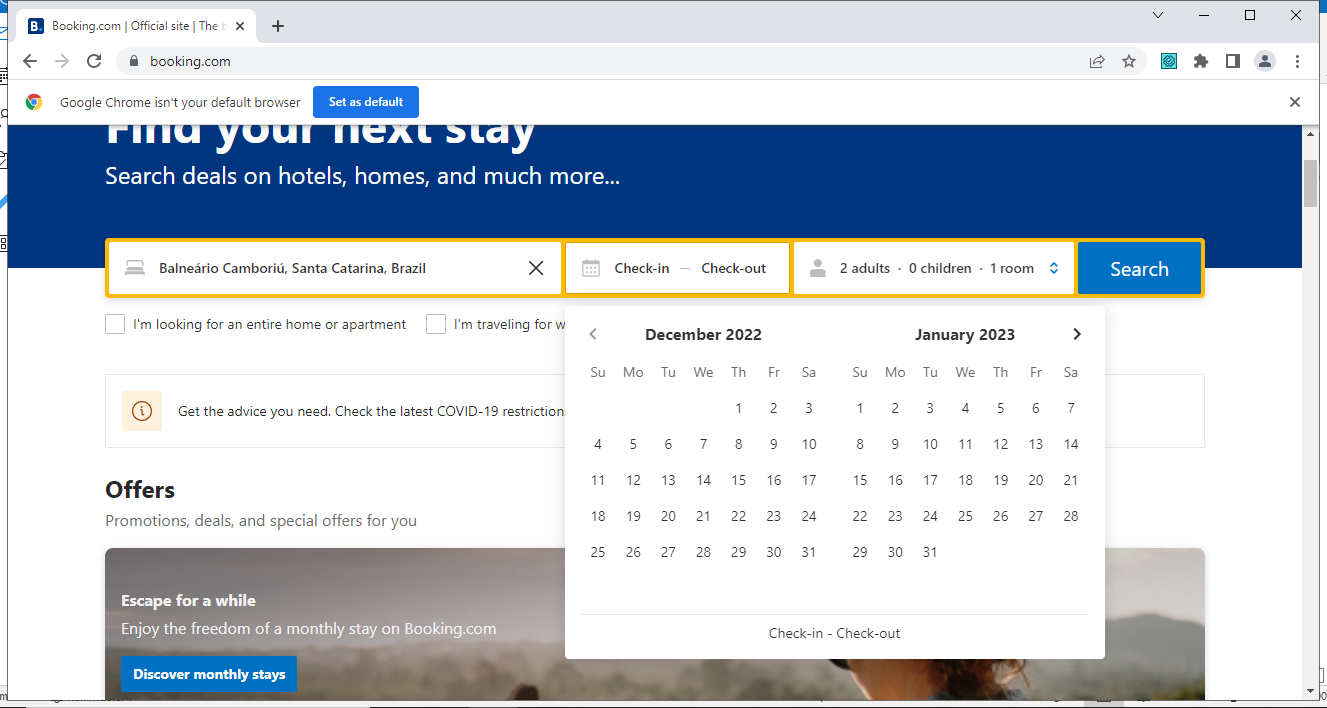 B. Booking.com | Official site | The b
booking.com
Google Chrome isn't your default browser
Set as default
Find your next stay
Search deals on hotels, homes, and much more...
Balneário Camboriú, Santa Catarina, Brazil
Check-in — Check-out
2 adults · 0 children · 1 room
Search
I'm looking for an entire home or apartment
I'm traveling for w
December 2022
Su Mo Tu We Th Fr Sa
1 2 3
4 5 6 7 8 9 10
11 12 13 14 15 16 17
18 19 20 21 22 23 24
25 26 27 28 29 30 31
January 2023
Su Mo Tu We Th Fr Sa
1 2 3 4 5 6 7
8 9 10 11 12 13 14
15 16 17 18 19 20 21
22 23 24 25 26 27 28
29 30 31
Check-in - Check-out
Get the advice you need. Check the latest COVID-19 restriction
Offers
Promotions, deals, and special offers for you
Escape for a while
Enjoy the freedom of a monthly stay on Booking.com
Discover monthly stays